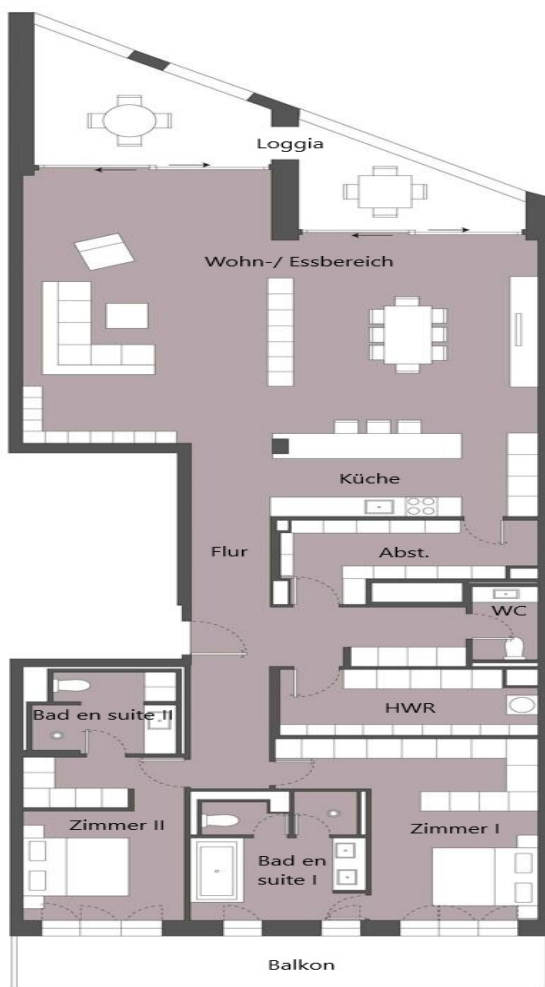 Loggia
Wohn-/ Essbereich
Küche
Flur
Abst.
WC
Bad en suite II
HWR
Zimmer II
Zimmer I
Bad en
suite I
Balkon